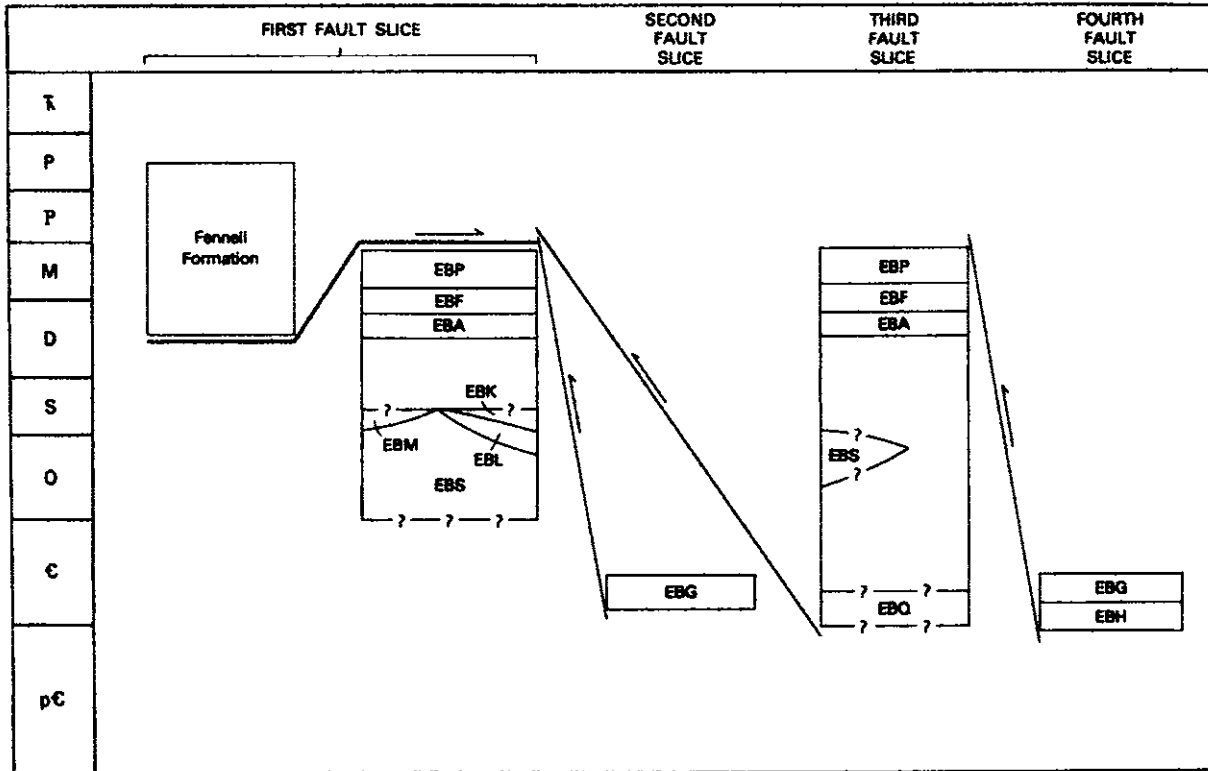 FIRST FAULT SLICE
SECOND
FAULT
SLICE
THIRD
FAULT
SLICE
FOURTH
FAULT
SLICE
Ꞓ
P
Fennell
Formation
P
M
EBP
EBP
EBF
EBF
EBA
EBA
D
S
? EBK ?
EBM
EBL
?
EBS
?
O
EBS
? ? ?
Є
EBG
? ?
EBQ
? ?
EBG
EBH
pЄ